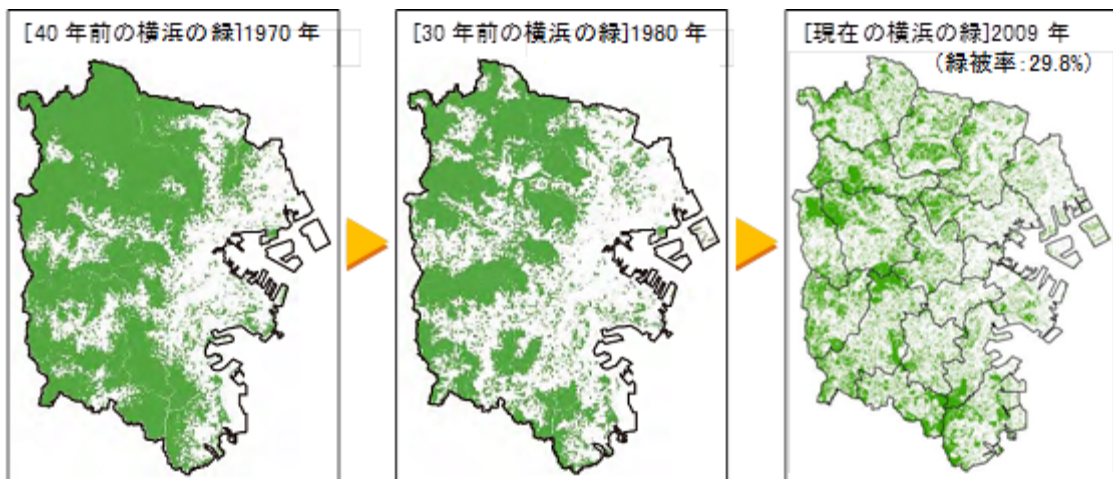 [40 年前の横浜の緑]1970 年
[30 年前の横浜の緑]1980 年
[現在の横浜の緑]2009 年
（緑被率：29.8%）